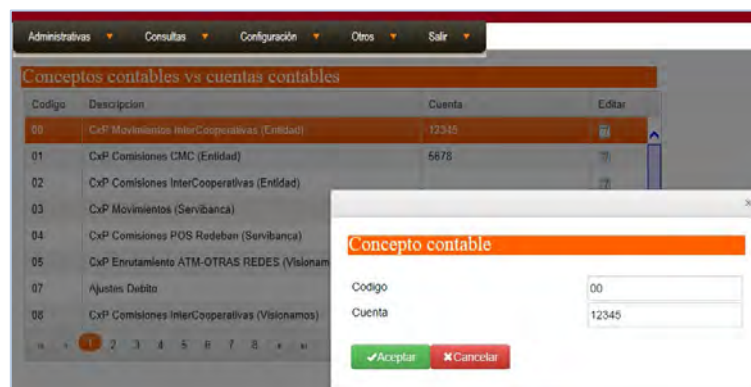 Administrativas Consultas Configuración Otros Salir
Conceptos contables vs cuentas contables
Codigo Descripcion Cuenta Editar
00 CxP Movimientos InterCooperativas (Entidad) 12345
01 CxP Comisiones CMC (Entidad) 5678
02 CxP Comisiones InterCooperativas (Entidad)
03 CxP Movimientos (Servibanca)
04 CxP Comisiones POS Redeban (Servibanca)
05 CxP Enrutamiento ATM-OTRAS REDES (Visionam
07 Ajustes Debito
08 CxP Comisiones InterCooperativas (Visionamos)
1 2 3 4 5 6 7 8
Concepto contable
Codigo 00
Cuenta 12345
Aceptar Cancelar